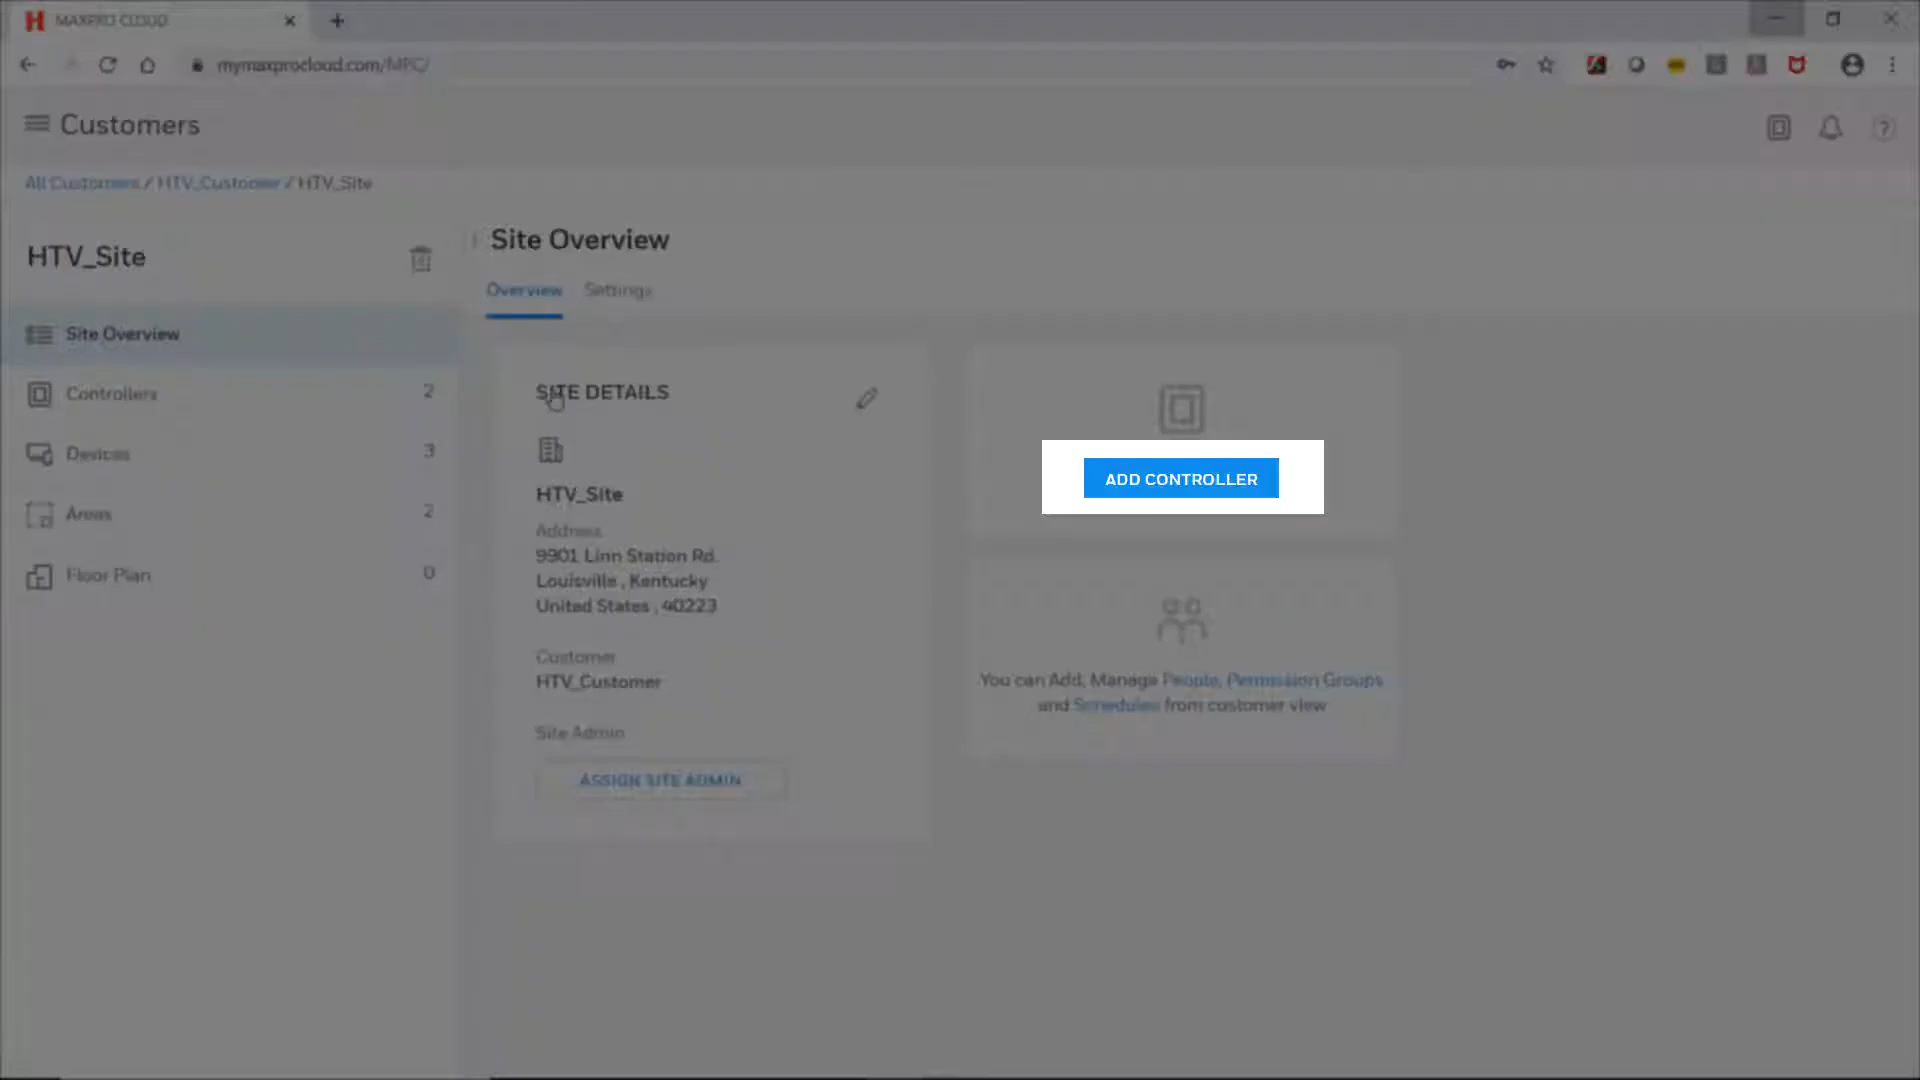 MAXPRO CLOUD
mymaxprocloud.com/MPC/
Customers
?
All Customers / HTV_Customer / HTV_Site
HTV_Site
Site Overview
Controllers 2
Devices 3
Areas 2
Floor Plan 0
Site Overview
Overview Settings
SITE DETAILS
HTV_Site
Address
9901 Linn Station Rd.
Louisville , Kentucky
United States , 40223
Customer
HTV_Customer
Site Admin
ASSIGN SITE ADMIN
ADD CONTROLLER
You can Add, Manage People, Permission Groups
and Schedules from customer view